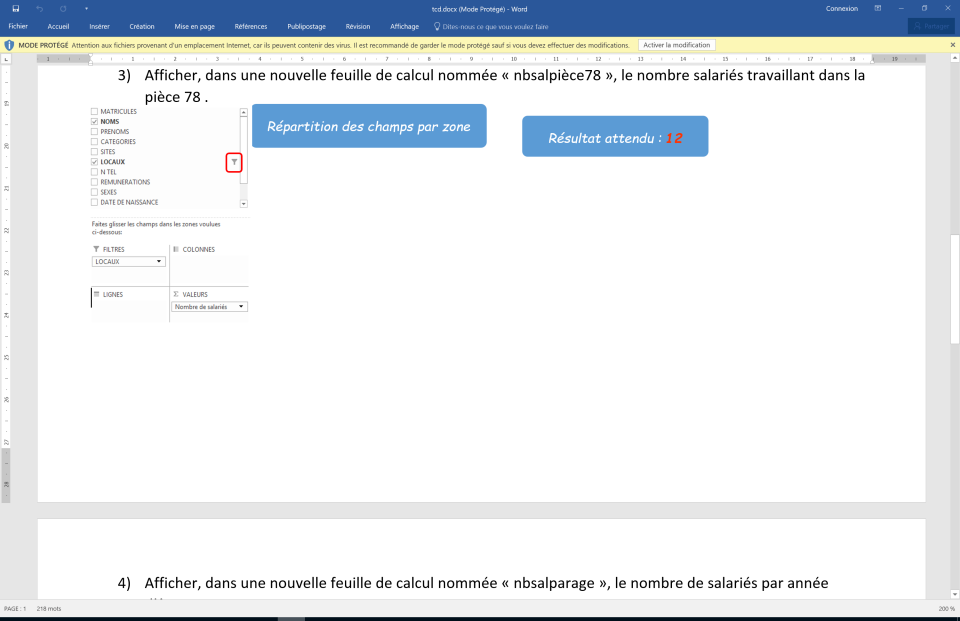 tcd.docx (Mode Protégé) - Word
Connexion
Fichier Accueil Insérer Création Mise en page Références Publipostage Révision Affichage Dites-nous ce que vous voulez faire Partager
MODE PROTÉGÉ Attention aux fichiers provenant d'un emplacement Internet, car ils peuvent contenir des virus. Il est recommandé de garder le mode protégé sauf si vous devez effectuer des modifications. Activer la modification
3) Afficher, dans une nouvelle feuille de calcul nommée « nbsalpièce78 », le nombre salariés travaillant dans la
pièce 78 .
MATRICULES
NOMS
PRENOMS
CATEGORIES
SITES
LOCAUX
N TEL
REMUNERATIONS
SEXES
DATE DE NAISSANCE
Répartition des champs par zone
Résultat attendu : 12
Faites glisser les champs dans les zones voulues
ci-dessous:
FILTRES COLONNES
LOCAUX
LIGNES Σ VALEURS
Nombre de salariés
4) Afficher, dans une nouvelle feuille de calcul nommée « nbsalparage », le nombre de salariés par année
PAGE : 1 218 mots 200 %